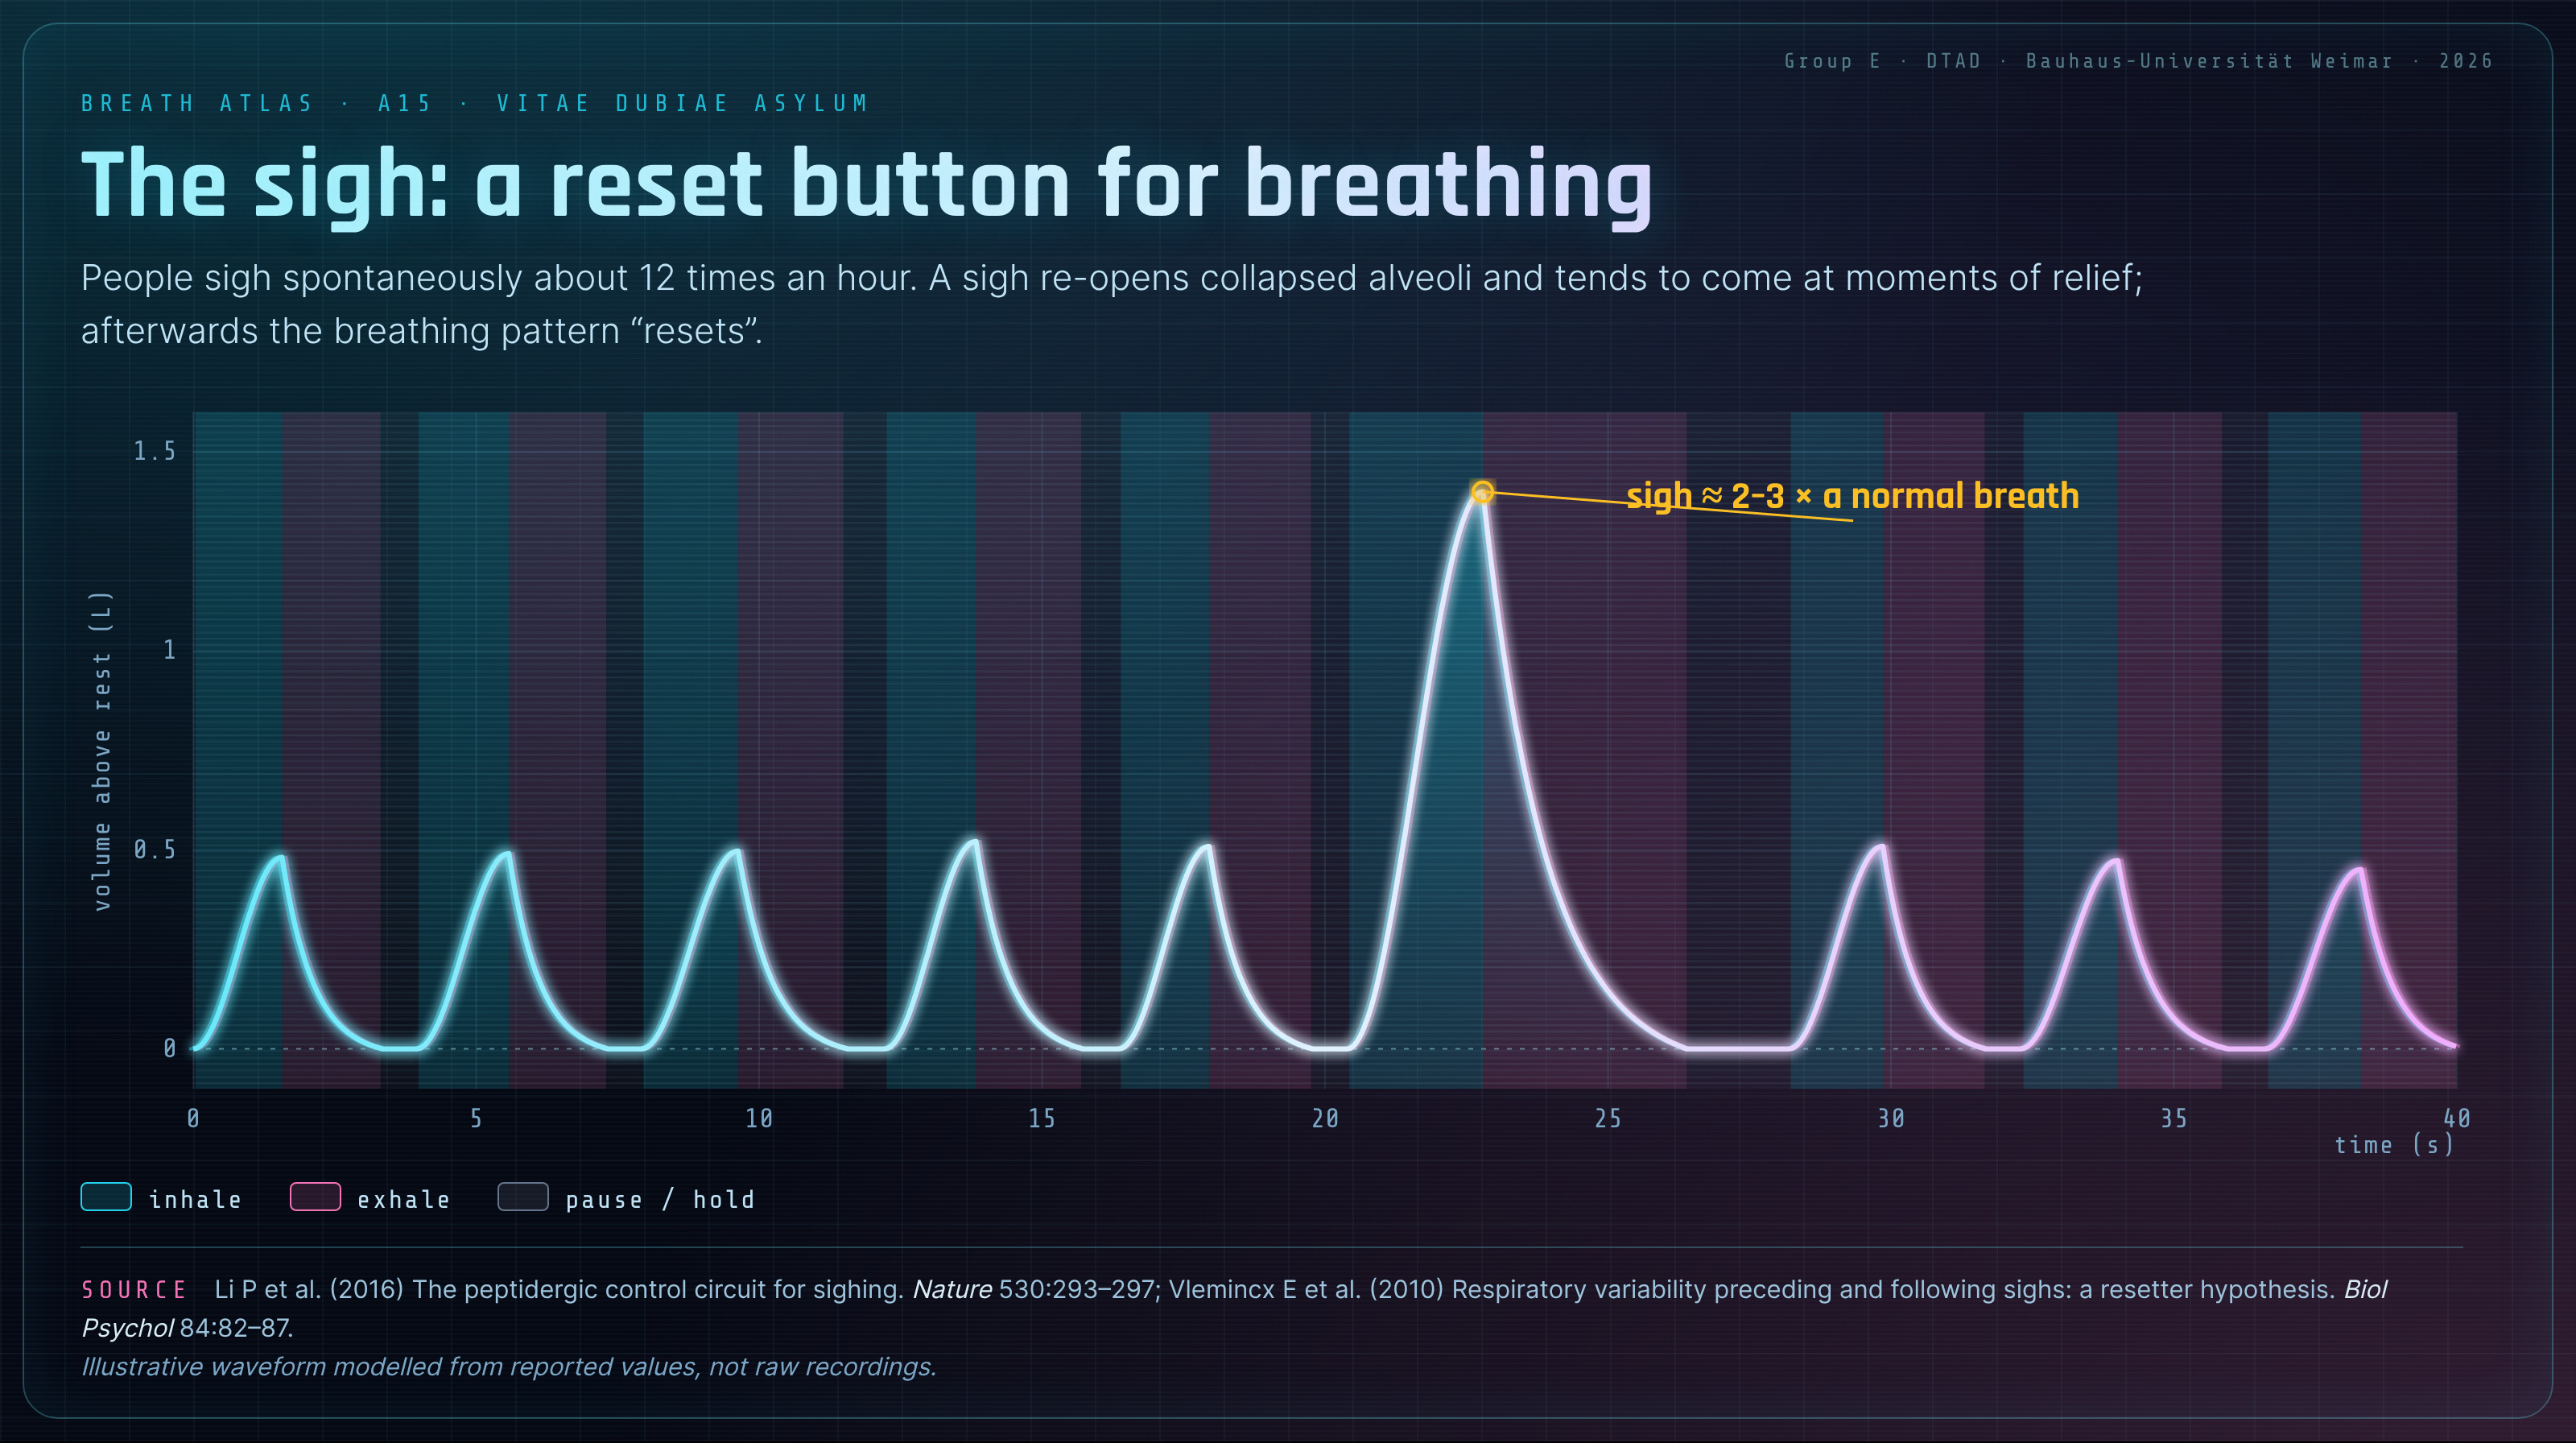 Group E · DTAD · Bauhaus-Universität Weimar · 2026
BREATH ATLAS · A15 · VITAE DUBIAE ASYLUM
The sigh: a reset button for breathing
People sigh spontaneously about 12 times an hour. A sigh re-opens collapsed alveoli and tends to come at moments of relief;
afterwards the breathing pattern “resets”.
volume above rest (L)
1.5
1
0.5
0
sigh ≈ 2–3 × a normal breath
0 5 10 15 20 25 30 35 40
time (s)
inhale exhale pause / hold
SOURCE Li P et al. (2016) The peptidergic control circuit for sighing. Nature 530:293–297; Vlemincx E et al. (2010) Respiratory variability preceding and following sighs: a resetter hypothesis. Biol
Psychol 84:82–87.
Illustrative waveform modelled from reported values, not raw recordings.